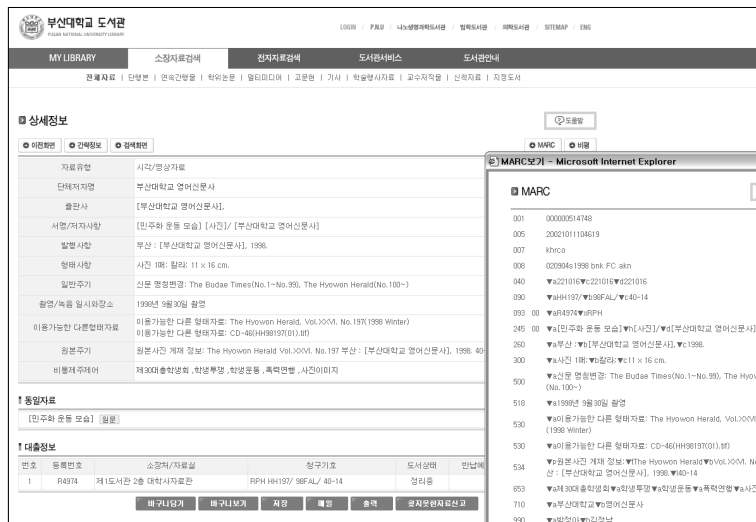 부산대학교 도서관
PUSAN NATIONAL UNIVERSITY LIBRARY
LOGIN / P.N.U / 나노생명과학도서관 / 법학도서관 / 의학도서관 / SITEMAP / ENG
MY LIBRARY 소장자료검색 전자자료검색 도서관서비스 도서관안내
전체자료 | 단행본 | 연속간행물 | 학위논문 | 멀티미디어 | 고문헌 | 기사 | 학술행사자료 | 교수저작물 | 신착자료 | 지정도서
상세정보
도움말
이전화면 간략정보 검색화면 MARC 비평
자료유형 시각/영상자료
단체저자명 부산대학교 영어신문사
출판사 [부산대학교 영어신문사],
서명/저자사항 [민주화 운동 모습] [사진]/ [부산대학교 영어신문사]
발행사항 부산 : [부산대학교 영어신문사], 1998.
형태사항 사진 1매: 칼라; 11 x 16 cm.
일반주기 신문 명칭변경: The Budae Times(No.1~No.99), The Hyowon Herald(No.100~)
촬영/녹음 일시와장소 1998년 9월30일 촬영
이용가능한 다른형태자료 이용가능한 다른 형태자료: The Hyowon Herald, Vol.XXVI. No.197(1998 Winter)
이용가능한 다른 형태자료: CD-46(HH98197(01).tif)
원본주기 원본사진 게재 정보: The Hyowon Herald Vol.XXVI. No.197 부산 : [부산대학교 영어신문사], 1998. 40-
비통제주제어 제30대총학생회 ,학생투쟁 ,학생운동 ,폭력연행 ,사진이미지
동일자료
[민주화 운동 모습] 일문
대출정보
번호 등록번호 소장처/자료실 청구기호 도서상태 반납예
1 R4974 제1도서관 2층 대학사자료관 RPH HH197/ 98FAL/ 40-14 정리중
바구니담기 바구니보기 저장 메일 출력 찾지못한자료신고
MARC보기 - Microsoft Internet Explorer
MARC
001 000000514748
005 20021011104619
007 khrco
008 020904s1998 bnk FC akn
040 ▼a221016▼c221016▼d221016
090 ▼aHH197/▼b98FAL/▼c40-14
093 00 ▼aR4974▼xRPH
245 00 ▼a[민주화 운동 모습]▼h[사진]/▼d[부산대학교 영어신문사]
260 ▼a부산 :▼b[부산대학교 영어신문사],▼c1998.
300 ▼a사진 1매:▼b칼라;▼c11 x 16 cm.
500 ▼a신문 명칭변경: The Budae Times(No.1~No.99), The Hyow
(No.100~)
518 ▼a1998년 9월30일 촬영
530 ▼a이용가능한 다른 형태자료: The Hyowon Herald, Vol.XXVI
(1998 Winter)
530 ▼a이용가능한 다른 형태자료: CD-46(HH98197(01).tif)
534 ▼p원본사진 게재 정보:▼tThe Hyowon Herald▼bVol.XXVI. No
산 : [부산대학교 영어신문사], 1998.▼l40-14
653 ▼a제30대총학생회▼a학생투쟁▼a학생운동▼a폭력연행▼a사진
710 ▼a부산대학교▼b영어신문사
990 ▼a박정아▼b김정남